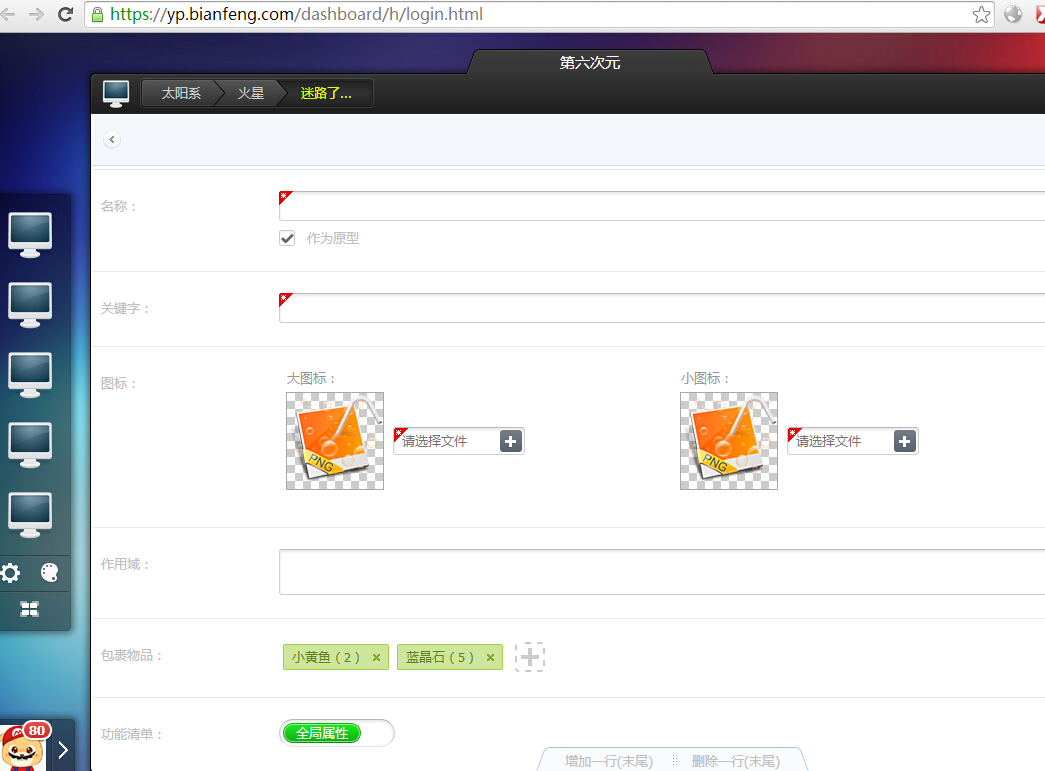 https://yp.bianfeng.com/dashboard/h/login.html
第六次元
太阳系 火星 迷路了...
名称：
作为原型
关键字：
图标： 大图标： 小图标：
请选择文件 请选择文件
PNG PNG
作用域：
包裹物品： 小黄鱼（2） × 蓝晶石（5） ×
功能清单： 全局属性
80
增加一行(末尾) 删除一行(末尾)